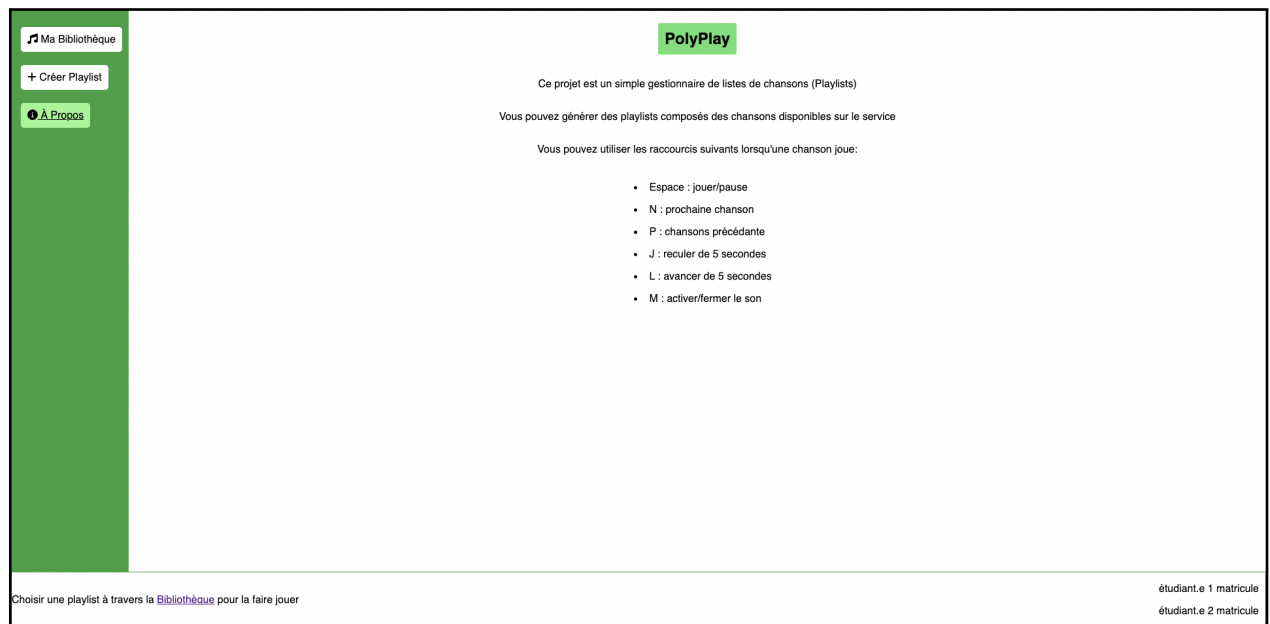 Ma Bibliothèque
+ Créer Playlist
À Propos
PolyPlay
Ce projet est un simple gestionnaire de listes de chansons (Playlists)
Vous pouvez générer des playlists composés des chansons disponibles sur le service
Vous pouvez utiliser les raccourcis suivants lorsqu'une chanson joue:
• Espace : jouer/pause
• N : prochaine chanson
• P : chansons précédante
• J : reculer de 5 secondes
• L : avancer de 5 secondes
• M : activer/fermer le son
Choisir une playlist à travers la Bibliothèque pour la faire jouer
étudiant.e 1 matricule
étudiant.e 2 matricule